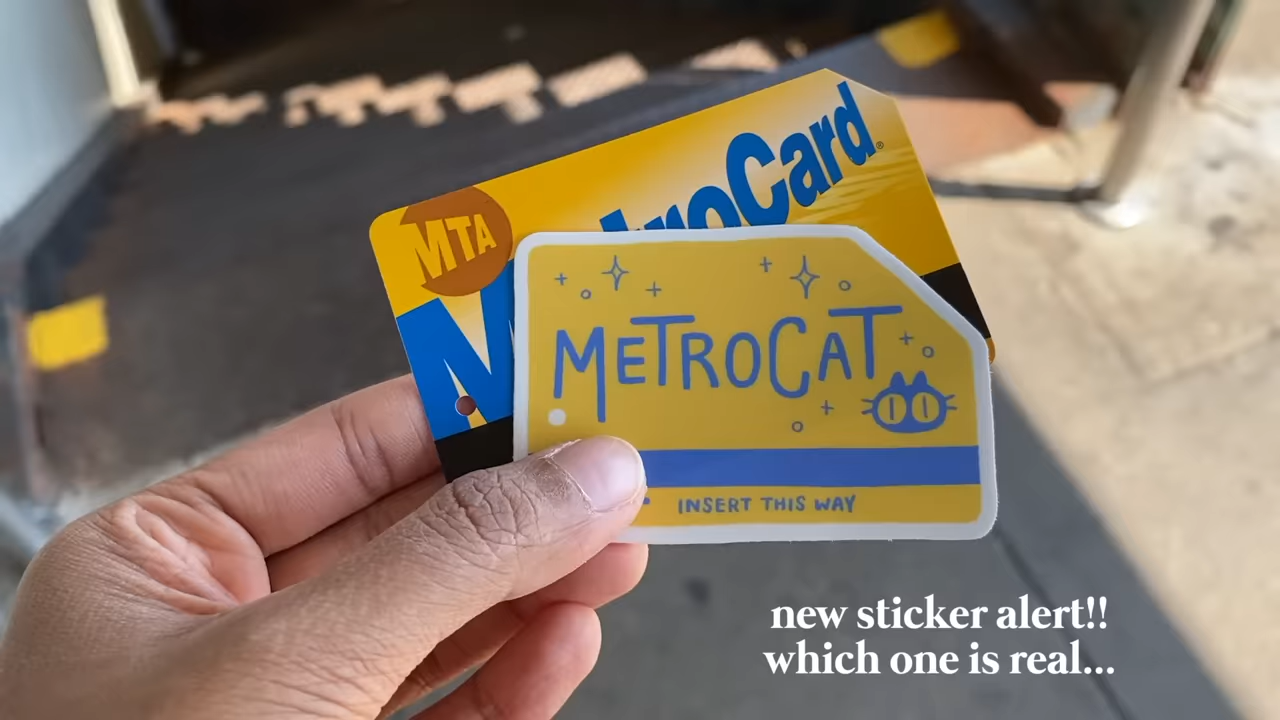 MTA
MetroCard®
METROCAT
INSERT THIS WAY
new sticker alert!!
which one is real...